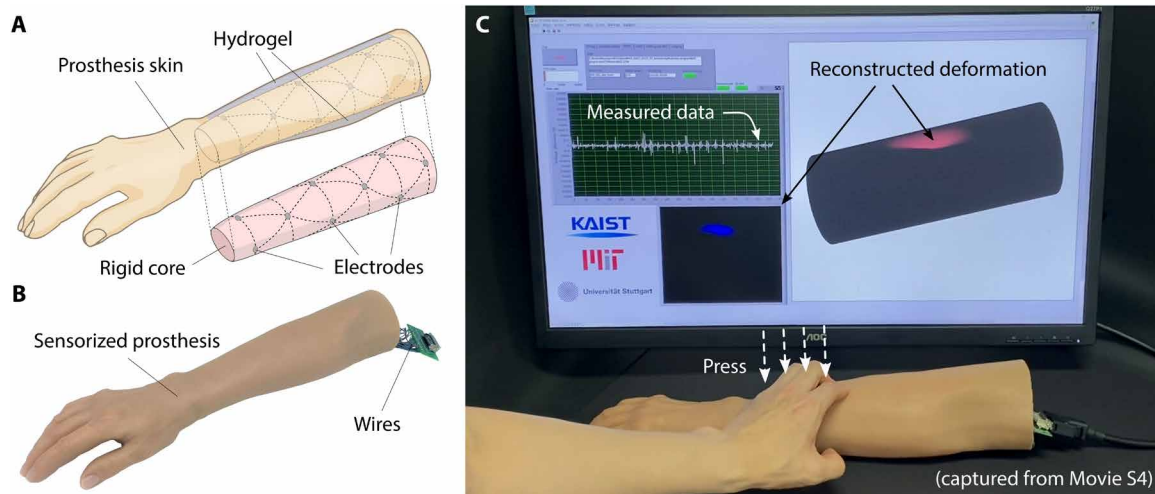 A
Hydrogel
Prosthesis skin
Rigid core
Electrodes
B
Sensorized prosthesis
Wires
C
Reconstructed deformation
Measured data
KAIST
MIT
Universität Stuttgart
AOC
Press
(captured from Movie S4)